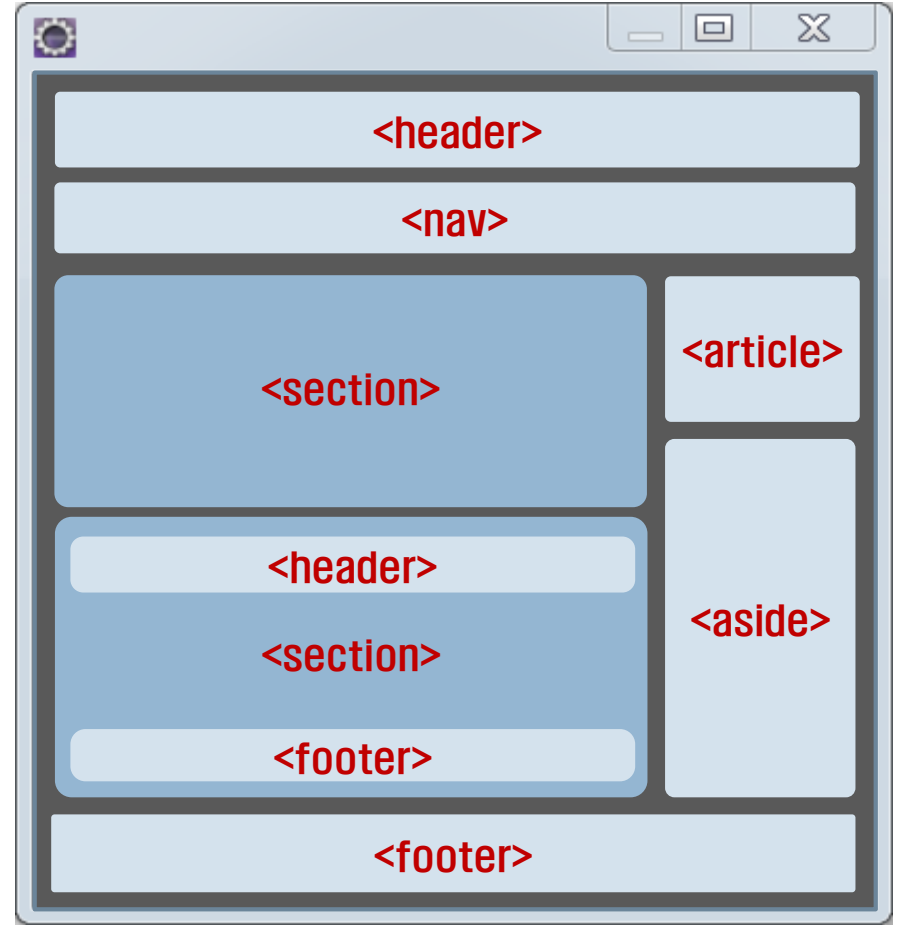 <header>
<nav>
<section>
<article>
<header>
<section>
<footer>
<aside>
<footer>